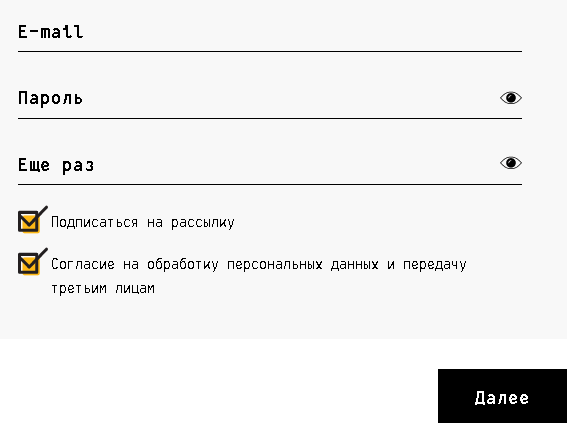 E-mail
Пароль
Еще раз
Подписаться на рассылку
Согласие на обработку персональных данных и передачу
третьим лицам
Далее